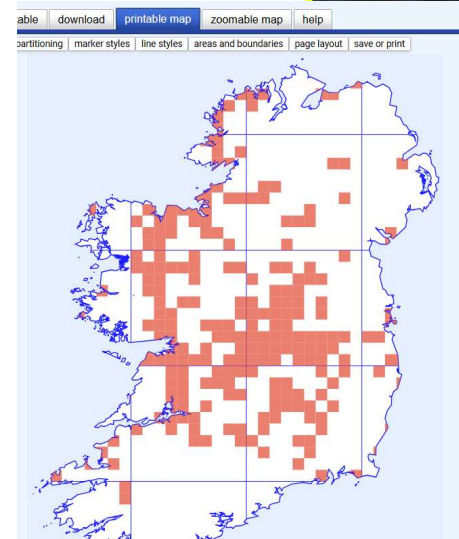 download printable map zoomable map help
partitioning marker styles line styles areas and boundaries page layout save or print